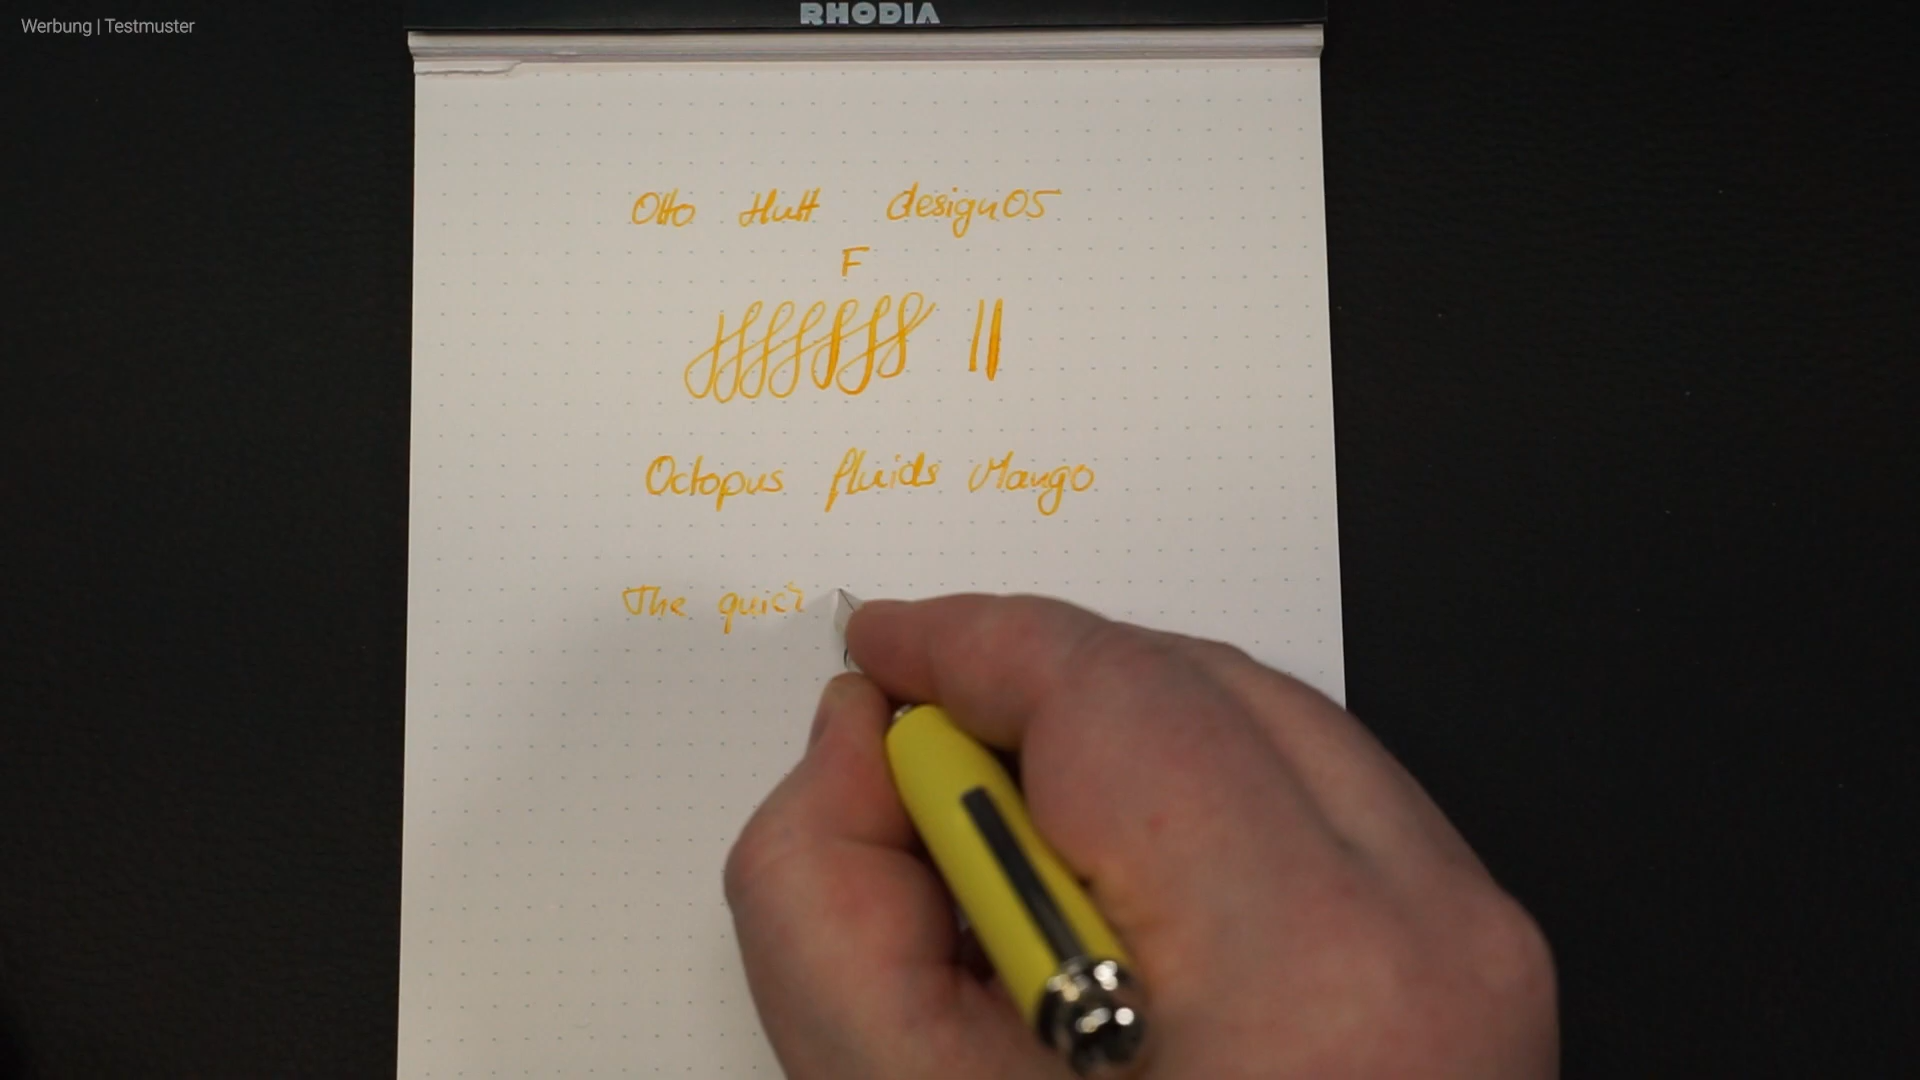 Werbung | Testmuster
RHODIA
Otto Hutt design05
F
Octopus fluids Mango
The quick